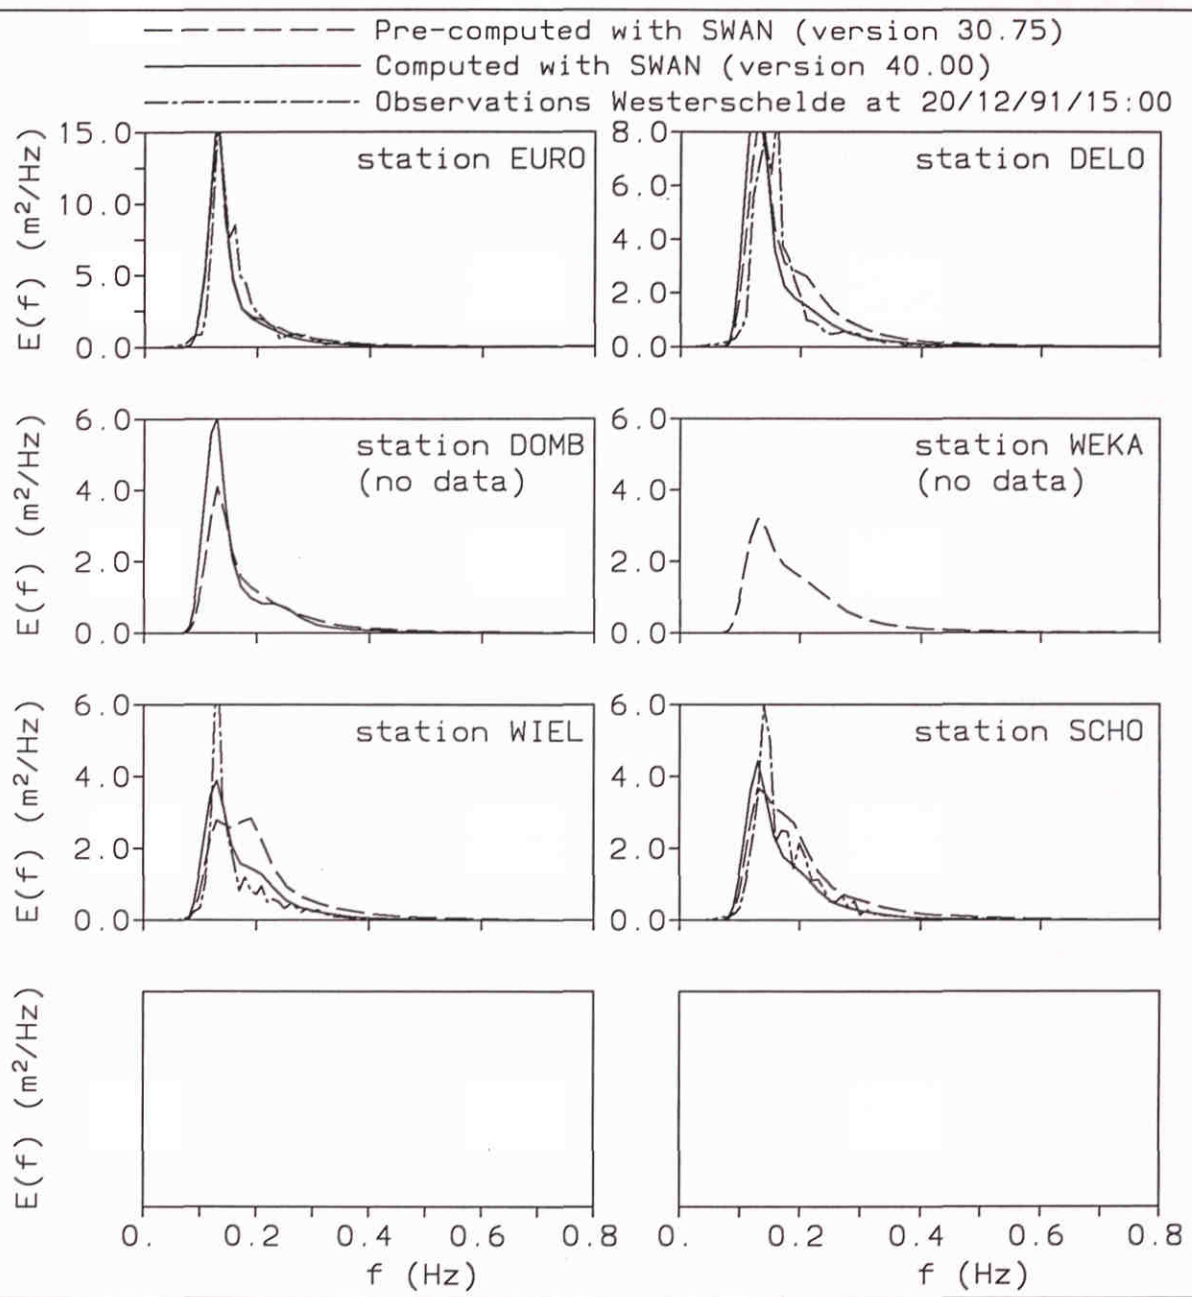 Pre-computed with SWAN (version 30.75)
Computed with SWAN (version 40.00)
Observations Westerschelde at 20/12/91/15:00
E(f) (m²/Hz)
15.0
10.0
5.0
0.0
station EURO
8.0
6.0
4.0
2.0
0.0
station DELO
E(f) (m²/Hz)
6.0
4.0
2.0
0.0
station DOMB
(no data)
6.0
4.0
2.0
0.0
station WEKA
(no data)
E(f) (m²/Hz)
6.0
4.0
2.0
0.0
station WIEL
6.0
4.0
2.0
0.0
station SCHO
E(f) (m²/Hz)
0. 0.2 0.4 0.6 0.8
f (Hz)
0. 0.2 0.4 0.6 0.8
f (Hz)